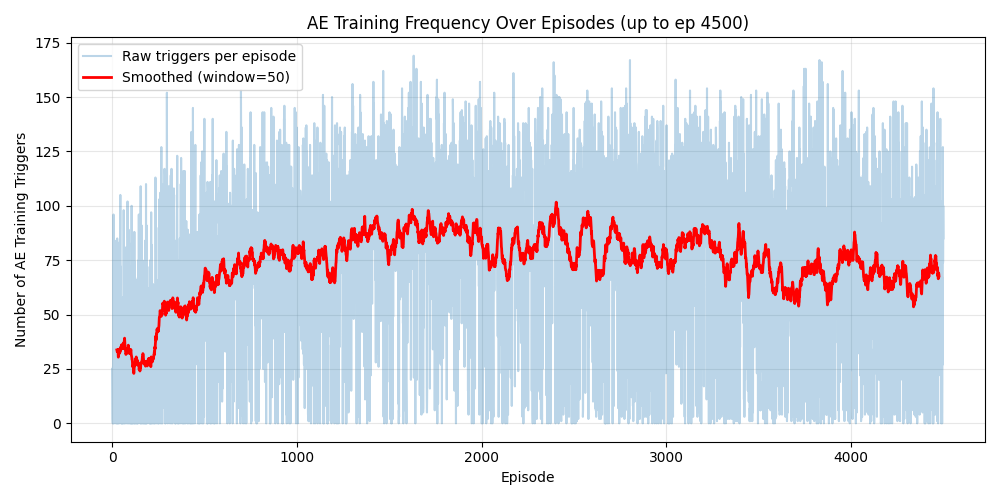 AE Training Frequency Over Episodes (up to ep 4500)
Raw triggers per episode
Smoothed (window=50)
Number of AE Training Triggers
175
150
125
100
75
50
25
0
0 1000 2000 3000 4000
Episode